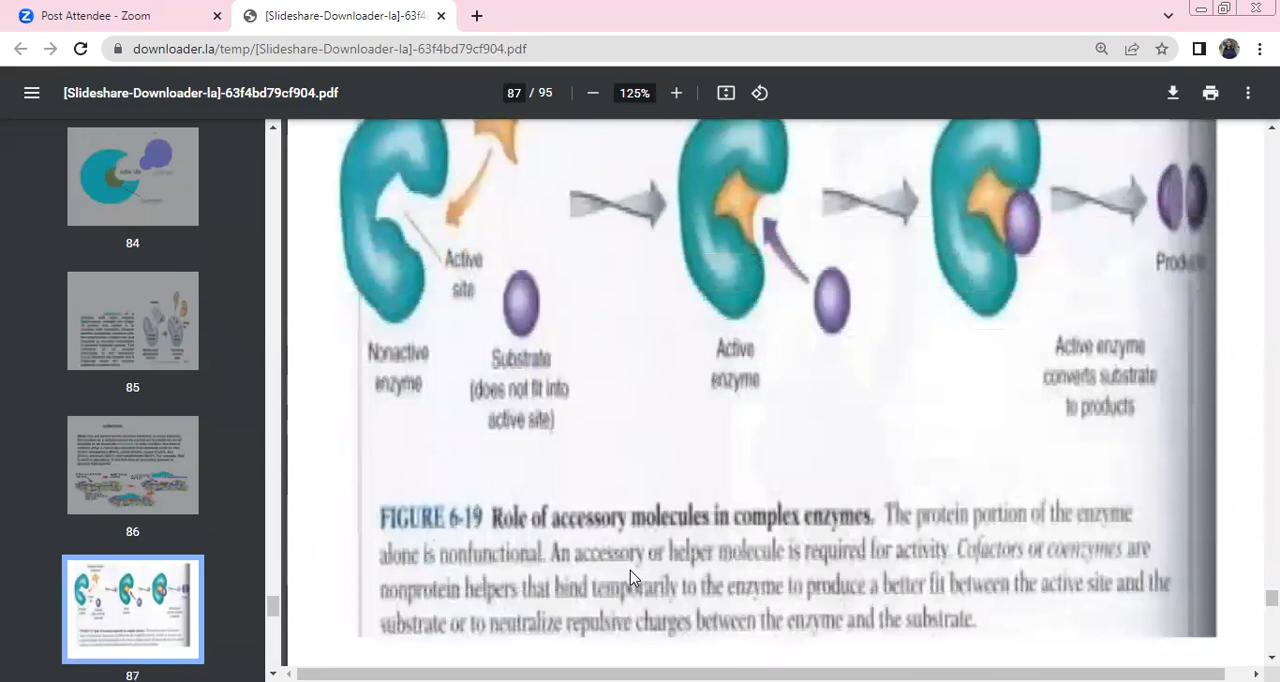 Post Attendee - Zoom
[Slideshare-Downloader-la]-63f4
downloader.la/temp/[Slideshare-Downloader-la]-63f4bd79cf904.pdf
[Slideshare-Downloader-la]-63f4bd79cf904.pdf
87 / 95
125%
84
85
86
87
Active
site
Produ
Nonactive
enzyme
Substrate
(does not fit into
active site)
Active
enzyme
Active enzyme
converts substrate
to products
FIGURE 6-19 Role of accessory molecules in complex enzymes. The protein portion of the enzyme
alone is nonfunctional. An accessory or helper molecule is required for activity. Cofactors or coenzymes are
nonprotein helpers that bind temporarily to the enzyme to produce a better fit between the active site and the
substrate or to neutralize repulsive charges between the enzyme and the substrate.